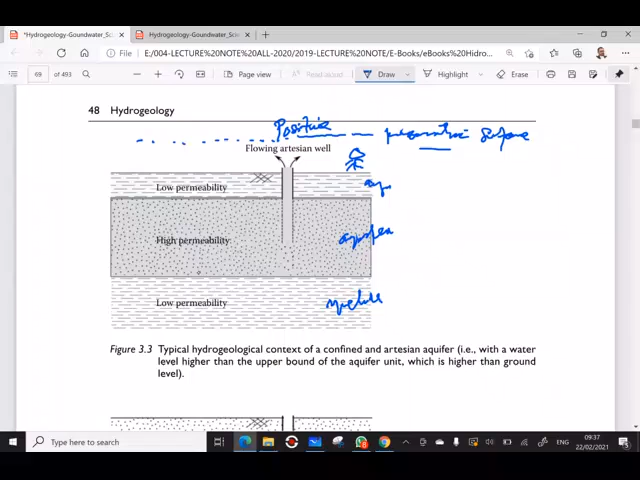 *Hydrogeology-Goundwater_Scie
Hydrogeology-Groundwater_Scie
File
E:/004-LECTURE%20NOTE%20ALL-2020/2019-LECTURE%20NOTE/E-Books/eBooks%20Hidro...
69 of 493
Page view
Read aloud
Draw
Highlight
Erase
48 Hydrogeology
Positive
piezometric surface
Flowing artesian well
Low permeability
High permeability
aquifer
Low permeability
Figure 3.3 Typical hydrogeological context of a confined and artesian aquifer (i.e., with a water
level higher than the upper bound of the aquifer unit, which is higher than ground
level).
Type here to search
ENG
09:37
22/02/2021